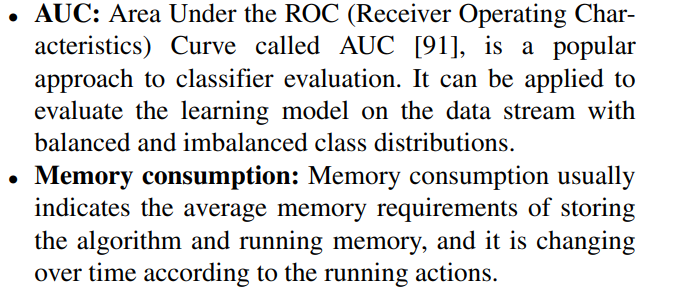 • AUC: Area Under the ROC (Receiver Operating Char-
acteristics) Curve called AUC [91], is a popular
approach to classifier evaluation. It can be applied to
evaluate the learning model on the data stream with
balanced and imbalanced class distributions.
• Memory consumption: Memory consumption usually
indicates the average memory requirements of storing
the algorithm and running memory, and it is changing
over time according to the running actions.